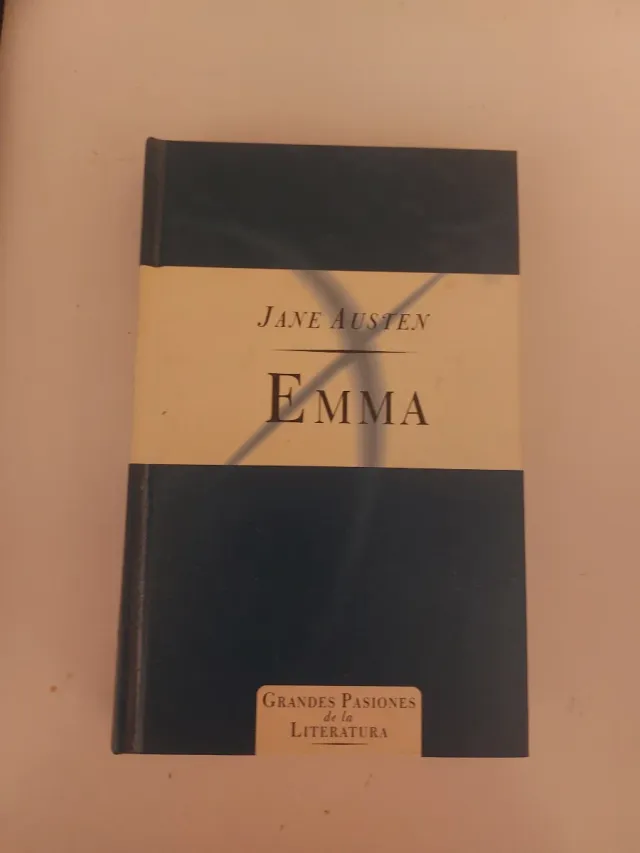 JANE AUSTEN
EMMA
GRANDES PASIONES
de la
LITERATURA